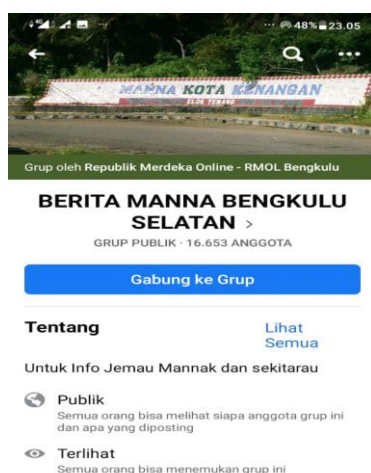 48% 23.05
MANNA KOTA KENANGAN
ELOK TENANG
Grup oleh Republik Merdeka Online - RMOL Bengkulu
BERITA MANNA BENGKULU
SELATAN >
GRUP PUBLIK · 16.653 ANGGOTA
Gabung ke Grup
Tentang
Lihat
Semua
Untuk Info Jemau Mannak dan sekitarau
Publik
Semua orang bisa melihat siapa anggota grup ini
dan apa yang diposting
Terlihat
Semua orang bisa menemukan grup ini